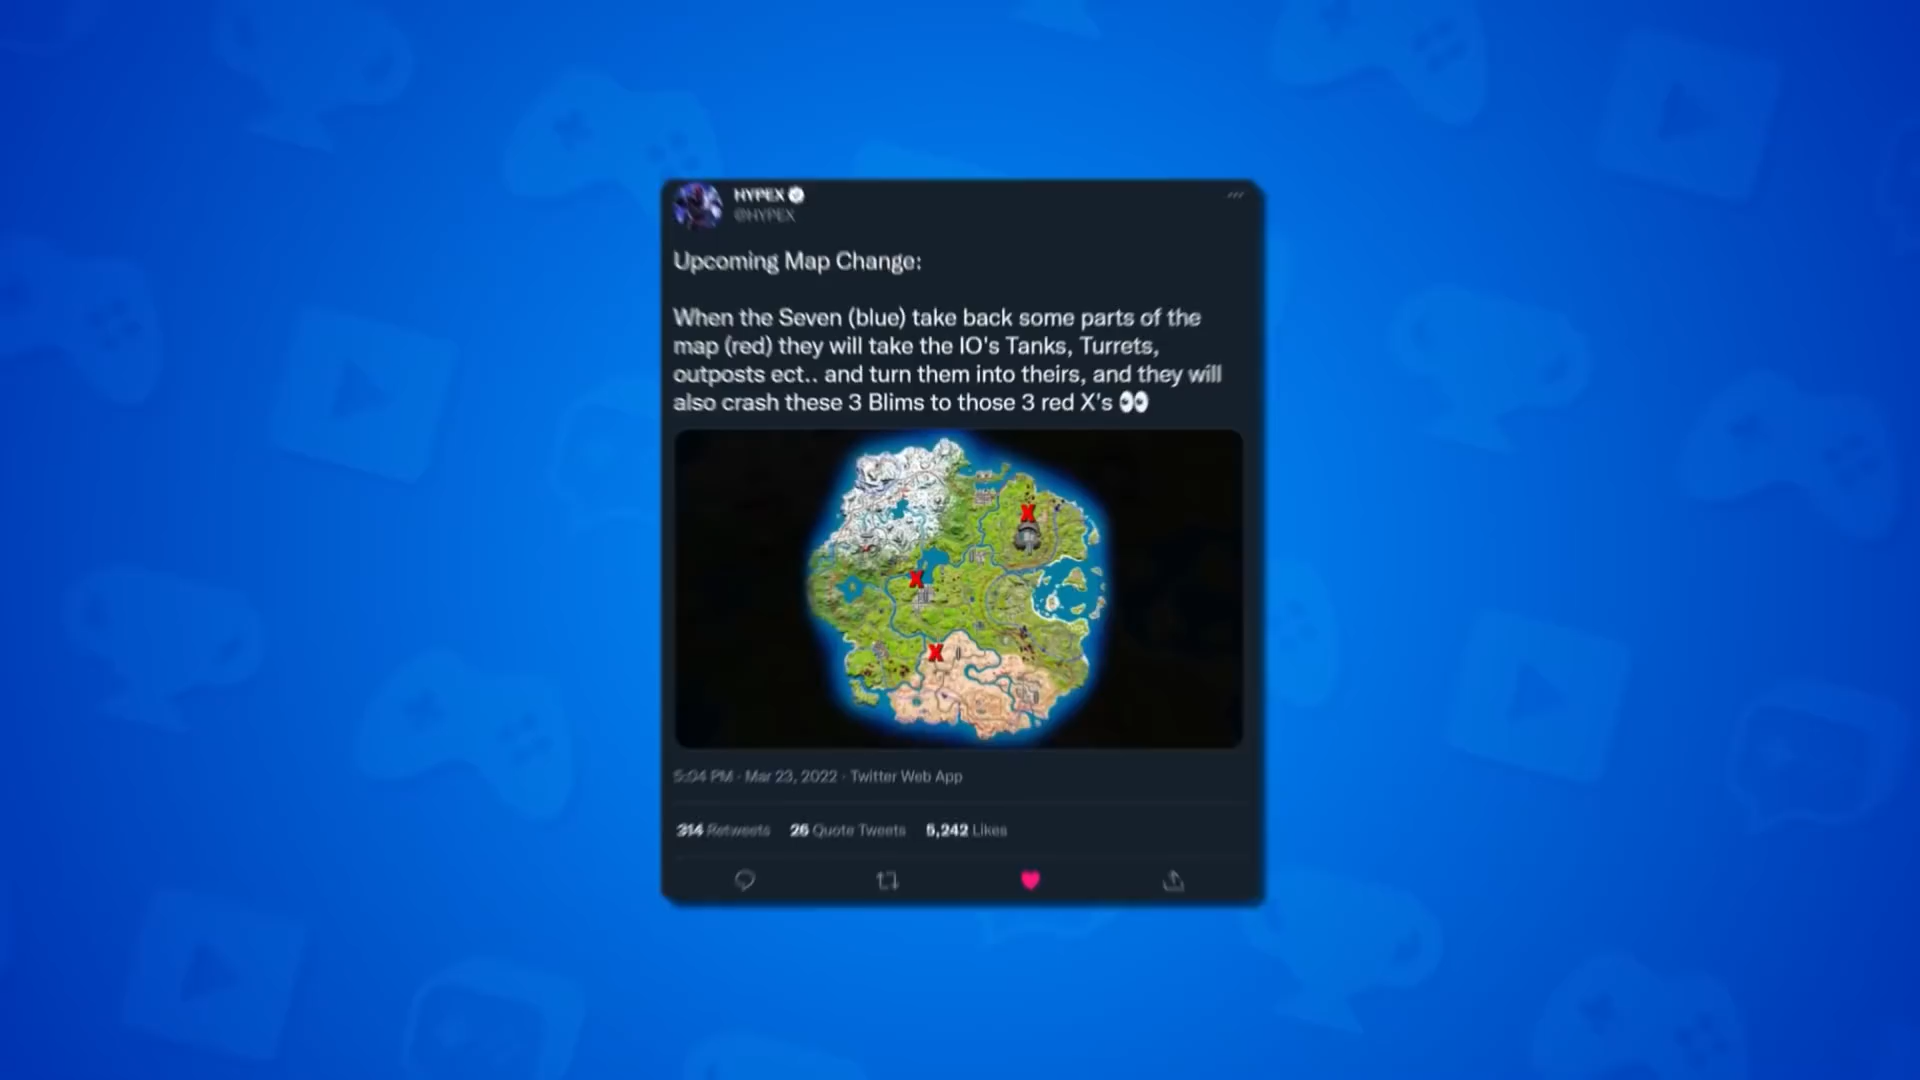 HYPEX
@HYPEX
Upcoming Map Change:
When the Seven (blue) take back some parts of the
map (red) they will take the IO's Tanks, Turrets,
outposts ect.. and turn them into theirs, and they will
also crash these 3 Blims to those 3 red X's 👀
X
X
X
5:04 PM · Mar 23, 2022 · Twitter Web App
314 Retweets 26 Quote Tweets 5,242 Likes